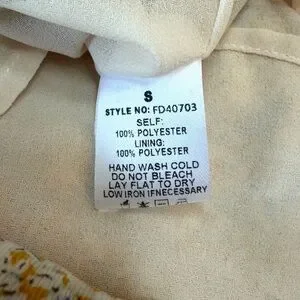 S
STYLE NO: FD40703
SELF:
100% POLYESTER
LINING:
100% POLYESTER
HAND WASH COLD
DO NOT BLEACH
LAY FLAT TO DRY
LOW IRON IFNECESSARY